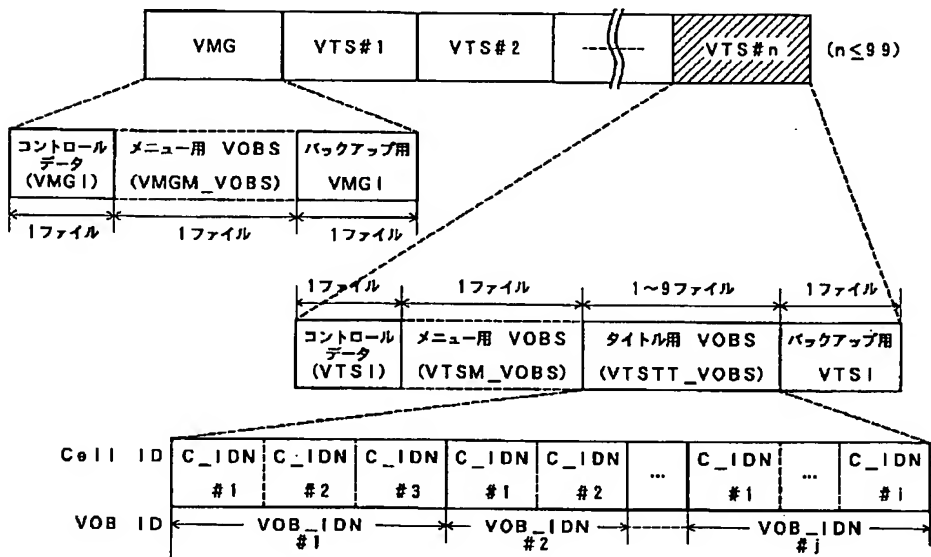 VMG VTS#1 VTS#2 VTS#n (n≤99)
コントロール メニュー用 VOBS バックアップ用
データ
(VMGI) (VMGM_VOBS) VMGI
1ファイル 1ファイル 1ファイル
1ファイル 1ファイル 1~9ファイル 1ファイル
コントロール メニュー用 VOBS タイトル用 VOBS バックアップ用
データ
(VTSI) (VTSM_VOBS) (VTSTT_VOBS) VTSI
Cell ID C_IDN C_IDN C_IDN C_IDN C_IDN ... C_IDN ... C_IDN
#1 #2 #3 #1 #2 #1 #i
VOB ID VOB_IDN VOB_IDN VOB_IDN
#1 #2 #j